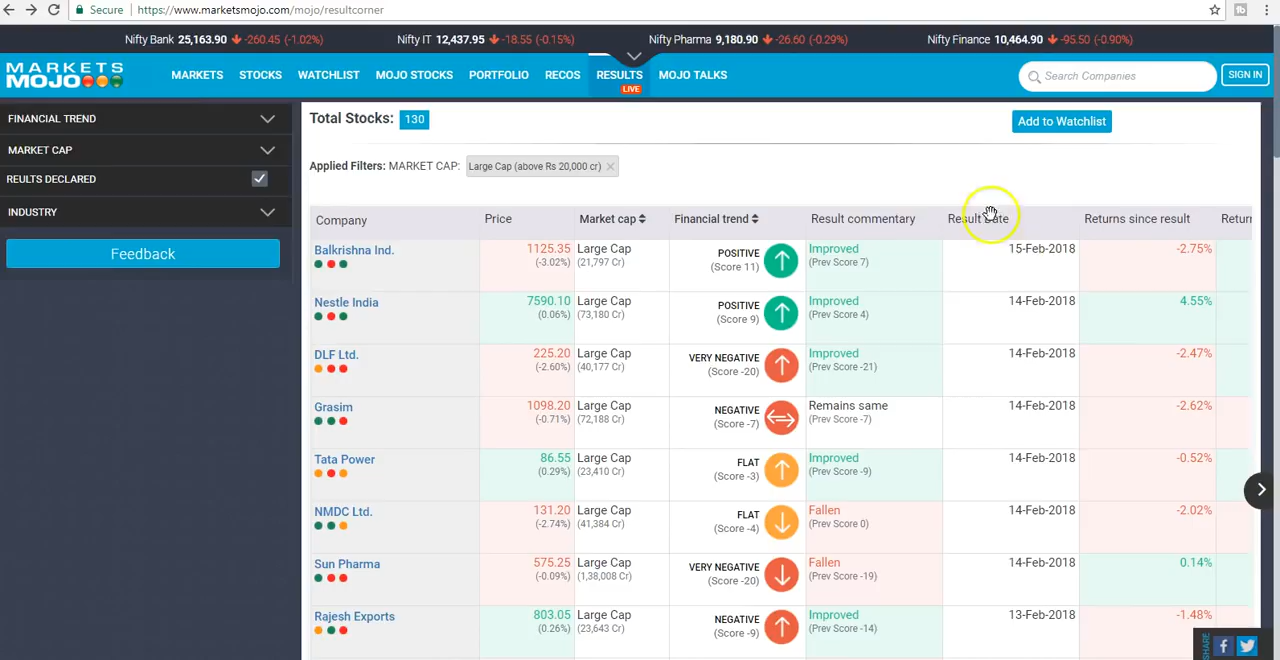 Secure https://www.marketsmojo.com/mojo/resultcorner
Nifty Bank 25,163.90 -260.45 (-1.02%) Nifty IT 12,437.95 -18.55 (-0.15%) Nifty Pharma 9,180.90 -26.60 (-0.29%) Nifty Finance 10,464.90 -95.50 (-0.90%)
MARKETS
MOJO
MARKETS STOCKS WATCHLIST MOJO STOCKS PORTFOLIO RECOS RESULTS MOJO TALKS Search Companies SIGN IN
LIVE
FINANCIAL TREND
MARKET CAP
REULTS DECLARED
INDUSTRY
Feedback
Total Stocks: 130 Add to Watchlist
Applied Filters: MARKET CAP: Large Cap (above Rs 20,000 cr)
Company Price Market cap Financial trend Result commentary Result Date Returns since result Return
Balkrishna Ind. 1125.35 Large Cap POSITIVE Improved 15-Feb-2018 -2.75%
(-3.02%) (21,797 Cr) (Score 11) (Prev Score 7)
Nestle India 7590.10 Large Cap POSITIVE Improved 14-Feb-2018 4.55%
(0.06%) (73,180 Cr) (Score 9) (Prev Score 4)
DLF Ltd. 225.20 Large Cap VERY NEGATIVE Improved 14-Feb-2018 -2.47%
(-2.60%) (40,177 Cr) (Score -20) (Prev Score -21)
Grasim 1098.20 Large Cap NEGATIVE Remains same 14-Feb-2018 -2.62%
(-0.71%) (72,188 Cr) (Score -7) (Prev Score -7)
Tata Power 86.55 Large Cap FLAT Improved 14-Feb-2018 -0.52%
(0.29%) (23,410 Cr) (Score -3) (Prev Score -9)
NMDC Ltd. 131.20 Large Cap FLAT Fallen 14-Feb-2018 -2.02%
(-2.74%) (41,384 Cr) (Score -4) (Prev Score 0)
Sun Pharma 575.25 Large Cap VERY NEGATIVE Fallen 14-Feb-2018 0.14%
(-0.09%) (1,38,008 Cr) (Score -20) (Prev Score -19)
Rajesh Exports 803.05 Large Cap NEGATIVE Improved 13-Feb-2018 -1.48%
(0.26%) (23,643 Cr) (Score -9) (Prev Score -14)
SHARE